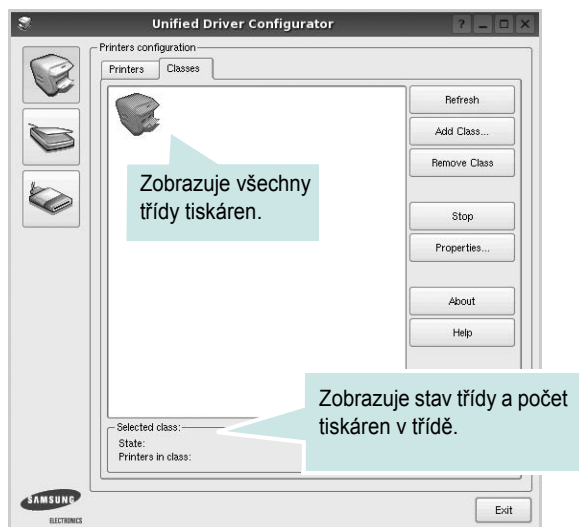 Unified Driver Configurator
Printers configuration
Printers Classes
Refresh
Add Class...
Remove Class
Zobrazuje všechny
třídy tiskáren.
Stop
Properties...
About
Help
Zobrazuje stav třídy a počet
tiskáren v třídě.
Selected class:
State:
Printers in class:
SAMSUNG
ELECTRONICS
Exit